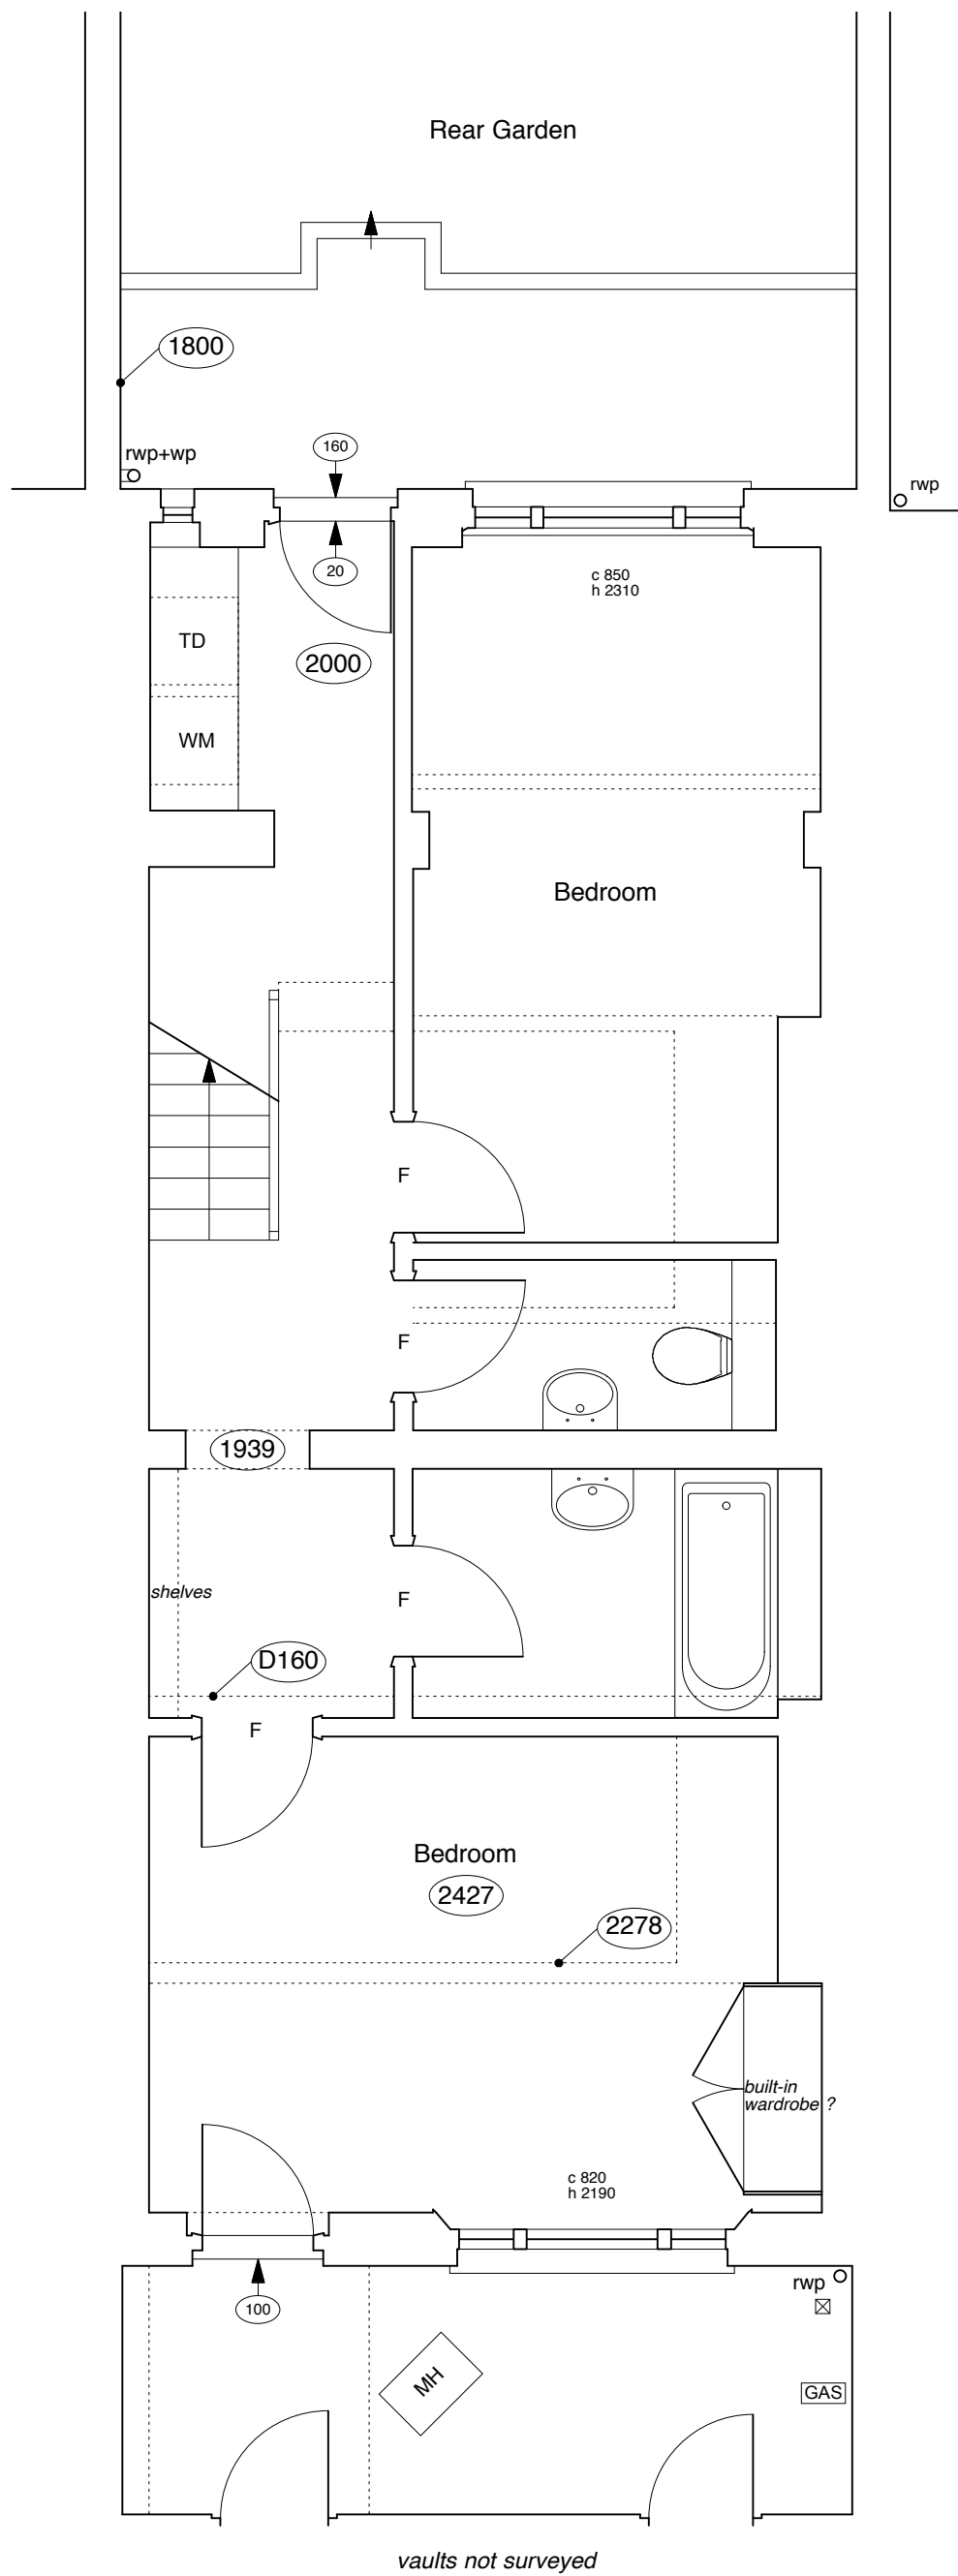 Rear Garden
1800
rwp+wp
160
rwp
20
c 850
h 2310
TD
2000
WM
Bedroom
F
F
1939
shelves
F
D160
F
Bedroom
2427
2278
built-in
wardrobe ?
c 820
h 2190
rwp
100
MH
GAS
vaults not surveyed